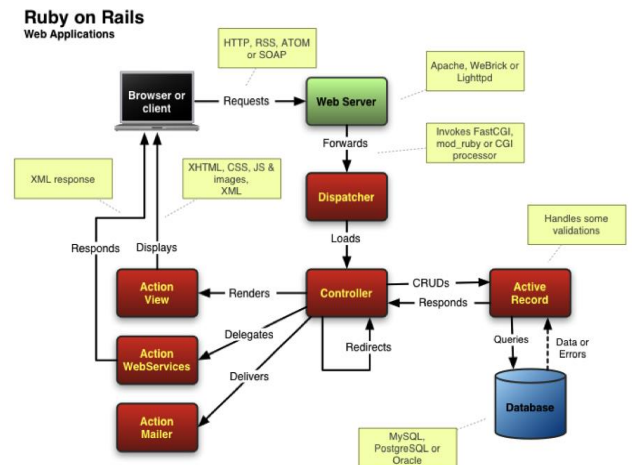 Ruby on Rails
Web Applications
HTTP, RSS, ATOM
or SOAP
Apache, WeBrick or
Lighttpd
Browser or
client
Requests
Web Server
Forwards
Invokes FastCGI,
mod_ruby or CGI
processor
XML response
XHTML, CSS, JS &
images,
XML
Dispatcher
Handles some
validations
Responds
Displays
Loads
Action
View
Renders
Controller
CRUDs
Responds
Active
Record
Delegates
Redirects
Queries
Data or
Errors
Action
WebServices
Delivers
Action
Mailer
Database
MySQL,
PostgreSQL or
Oracle